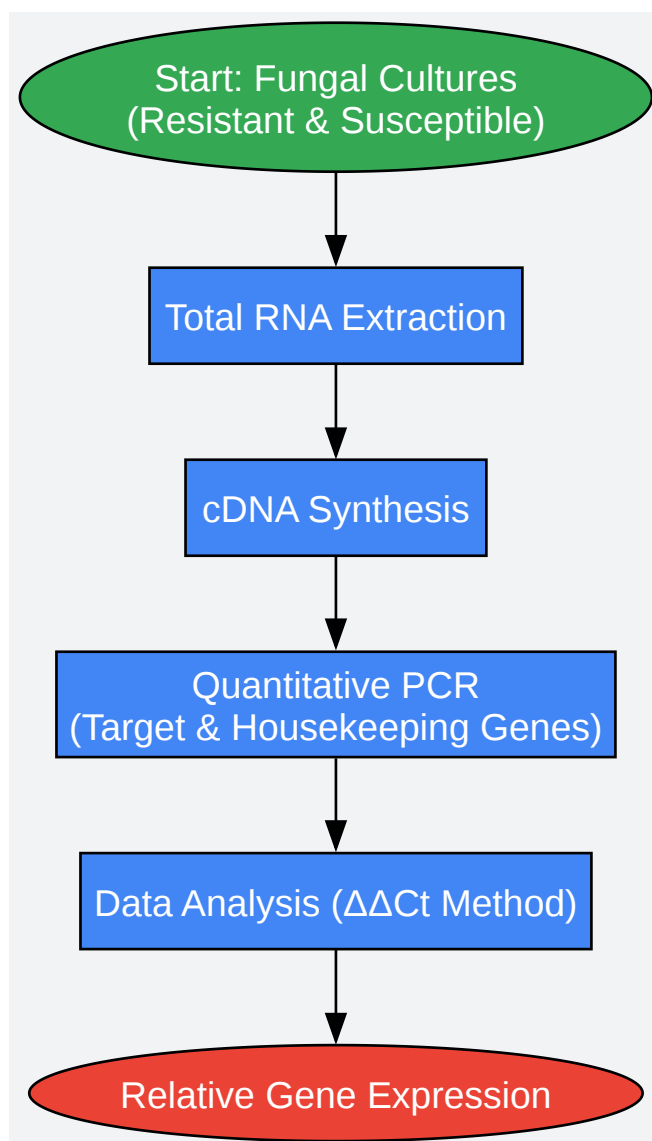 Start: Fungal Cultures
(Resistant & Susceptible)
Total RNA Extraction
cDNA Synthesis
Quantitative PCR
(Target & Housekeeping Genes)
Data Analysis (ΔΔCt Method)
Relative Gene Expression